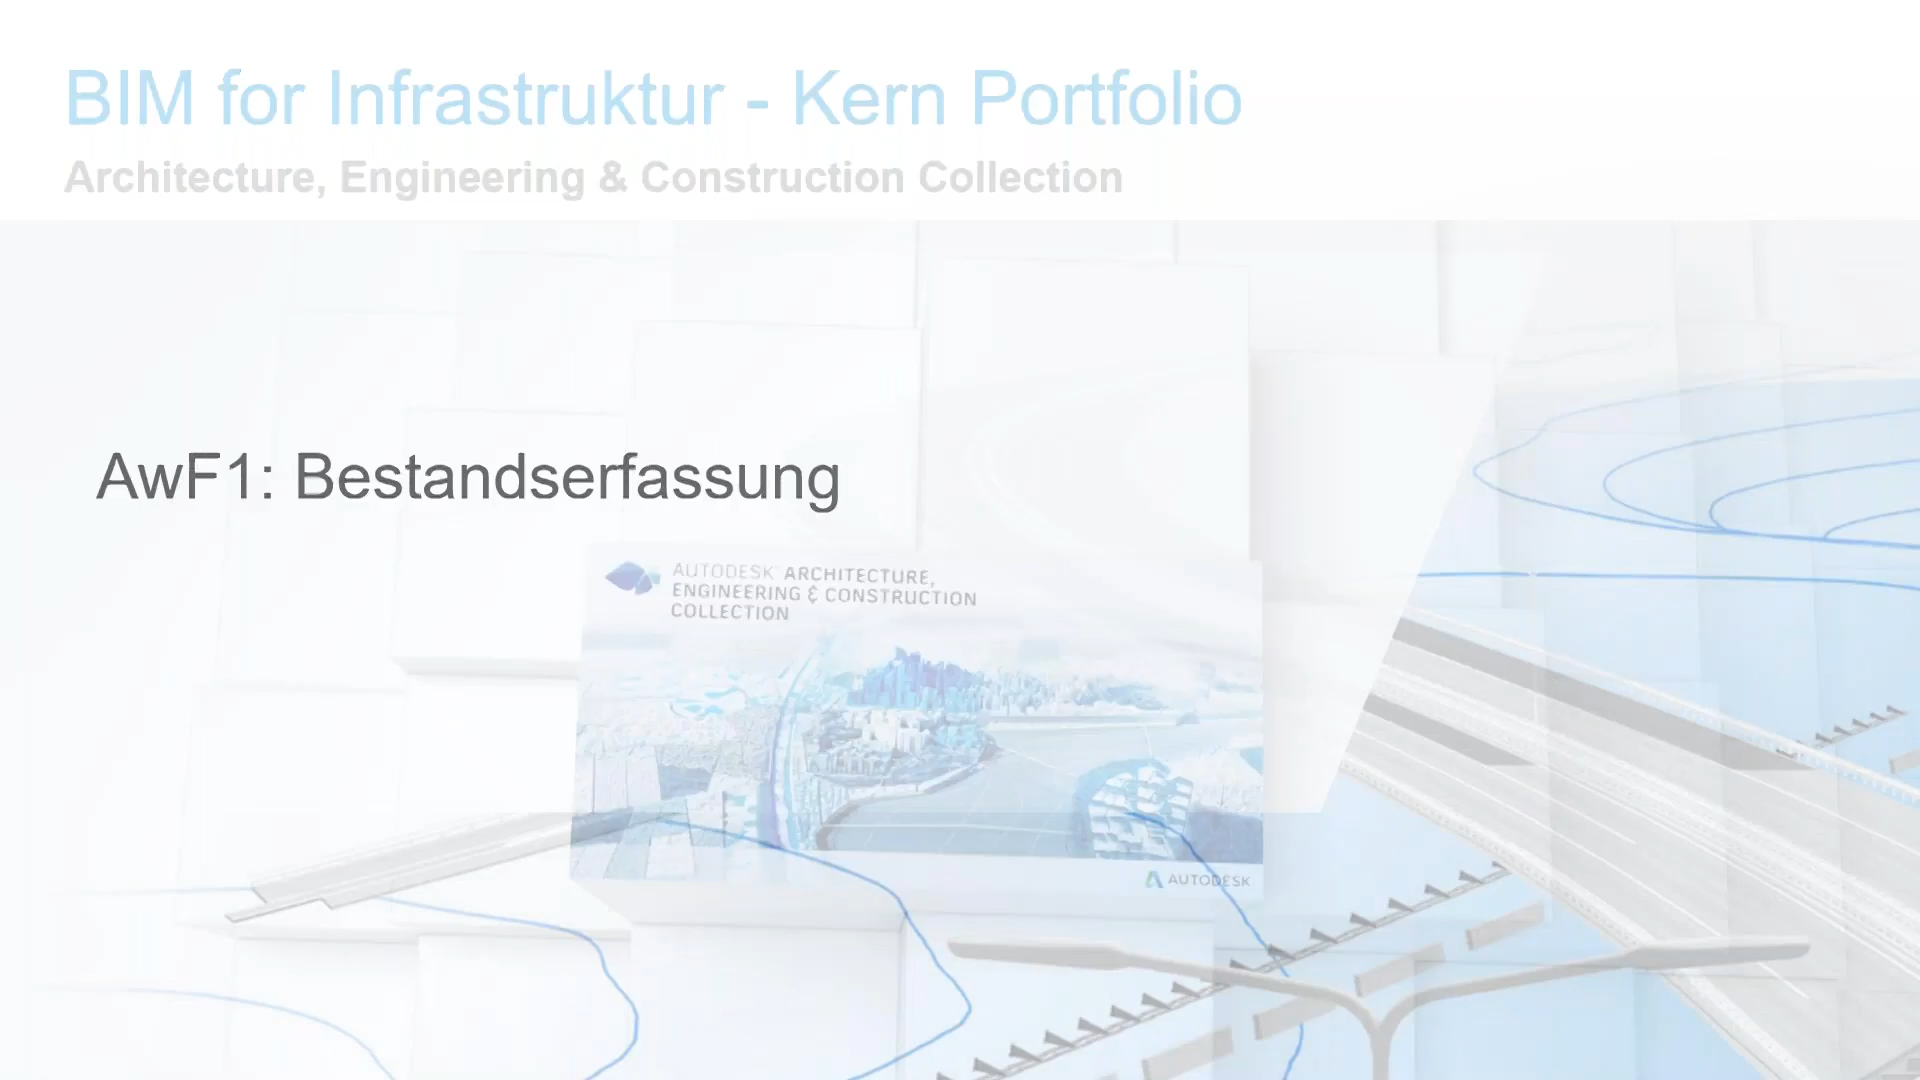 BIM for Infrastruktur - Kern Portfolio
Architecture, Engineering & Construction Collection
AwF1: Bestandserfassung
AUTODESK® ARCHITECTURE,
ENGINEERING & CONSTRUCTION
COLLECTION
AUTODESK